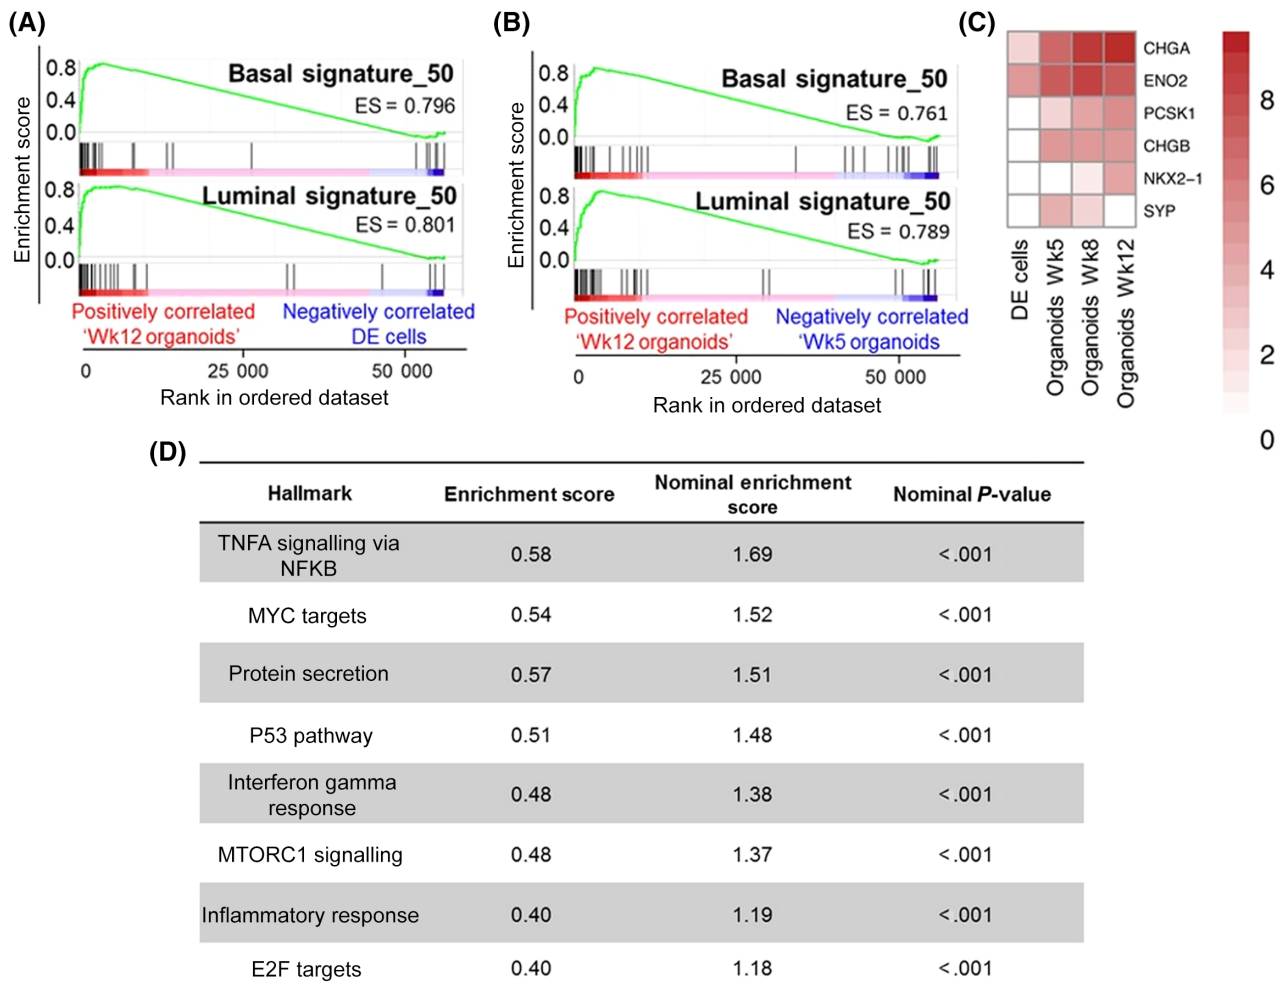 (A)
Enrichment score
0.8
0.4
0.0
Basal signature_50
ES = 0.796
0.8
0.4
0.0
Luminal signature_50
ES = 0.801
Positively correlated
‘Wk12 organoids’
Negatively correlated
DE cells
0
25 000
50 000
Rank in ordered dataset
(B)
Enrichment score
0.8
0.4
0.0
Basal signature_50
ES = 0.761
0.8
0.4
0.0
Luminal signature_50
ES = 0.789
Positively correlated
‘Wk12 organoids’
Negatively correlated
‘Wk5 organoids
0
25 000
50 000
Rank in ordered dataset
(C)
CHGA
ENO2
PCSK1
CHGB
NKX2−1
SYP
DE cells
Organoids Wk5
Organoids Wk8
Organoids Wk12
8
6
4
2
0
(D)
Hallmark
Enrichment score
Nominal enrichment
score
Nominal P-value
TNFA signalling via
NFKB
0.58
1.69
<.001
MYC targets
0.54
1.52
<.001
Protein secretion
0.57
1.51
<.001
P53 pathway
0.51
1.48
<.001
Interferon gamma
response
0.48
1.38
<.001
MTORC1 signalling
0.48
1.37
<.001
Inflammatory response
0.40
1.19
<.001
E2F targets
0.40
1.18
<.001